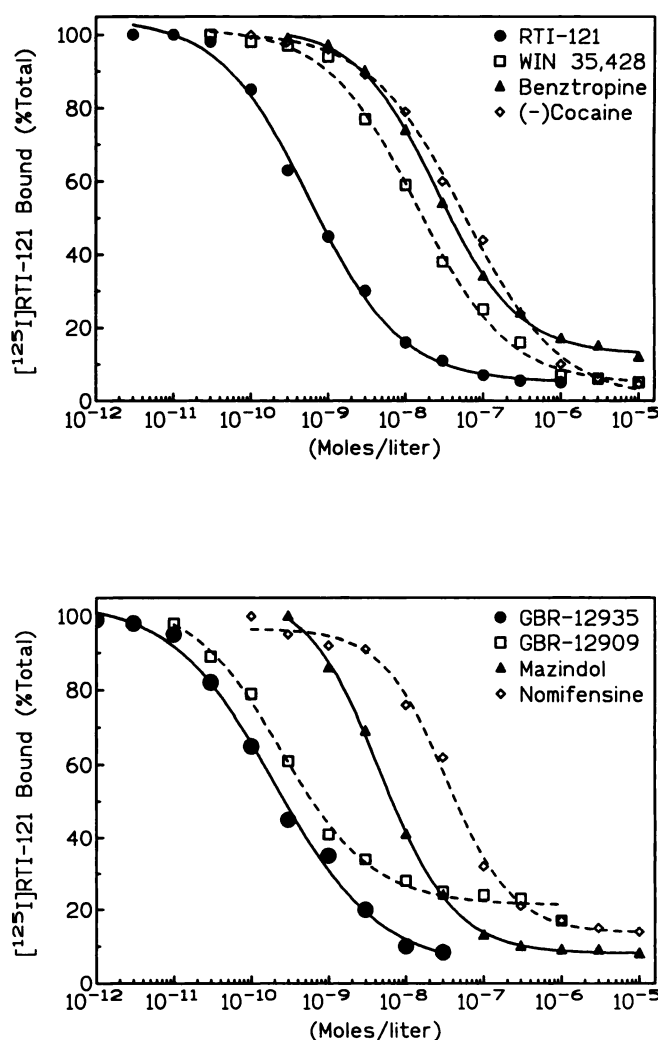 100
80
60
40
20
0
[¹²⁵I]RTI-121 Bound (%Total)
RTI-121
WIN 35,428
Benztropine
(-)Cocaine
10⁻¹² 10⁻¹¹ 10⁻¹⁰ 10⁻⁹ 10⁻⁸ 10⁻⁷ 10⁻⁶ 10⁻⁵
(Moles/liter)
100
80
60
40
20
0
[¹²⁵I]RTI-121 Bound (%Total)
GBR-12935
GBR-12909
Mazindol
Nomifensine
10⁻¹² 10⁻¹¹ 10⁻¹⁰ 10⁻⁹ 10⁻⁸ 10⁻⁷ 10⁻⁶ 10⁻⁵
(Moles/liter)